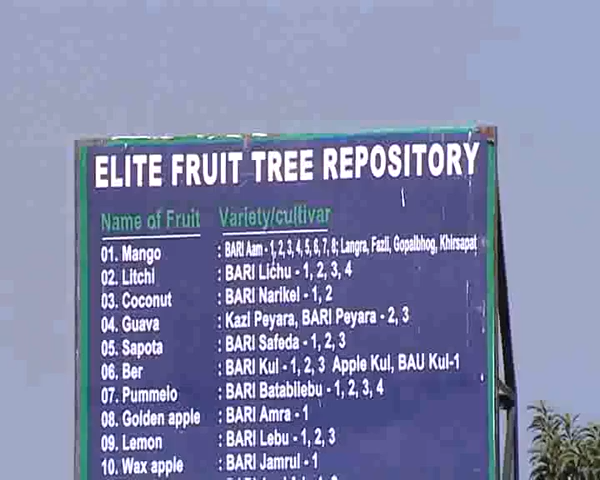 ELITE FRUIT TREE REPOSITORY
Name of Fruit Variety/cultivar
01. Mango : BARI Aam - 1, 2, 3, 4, 5, 6, 7, 8; Langra, Fazli, Gopalbhog, Khirsapat
02. Litchi : BARI Lichu - 1, 2, 3, 4
03. Coconut : BARI Narikel - 1, 2
04. Guava : Kazi Peyara, BARI Peyara - 2, 3
05. Sapota : BARI Safeda - 1, 2, 3
06. Ber : BARI Kul - 1, 2, 3 Apple Kul, BAU Kul-1
07. Pummelo : BARI Batabilebu - 1, 2, 3, 4
08. Golden apple : BARI Amra - 1
09. Lemon : BARI Lebu - 1, 2, 3
10. Wax apple : BARI Jamrul - 1